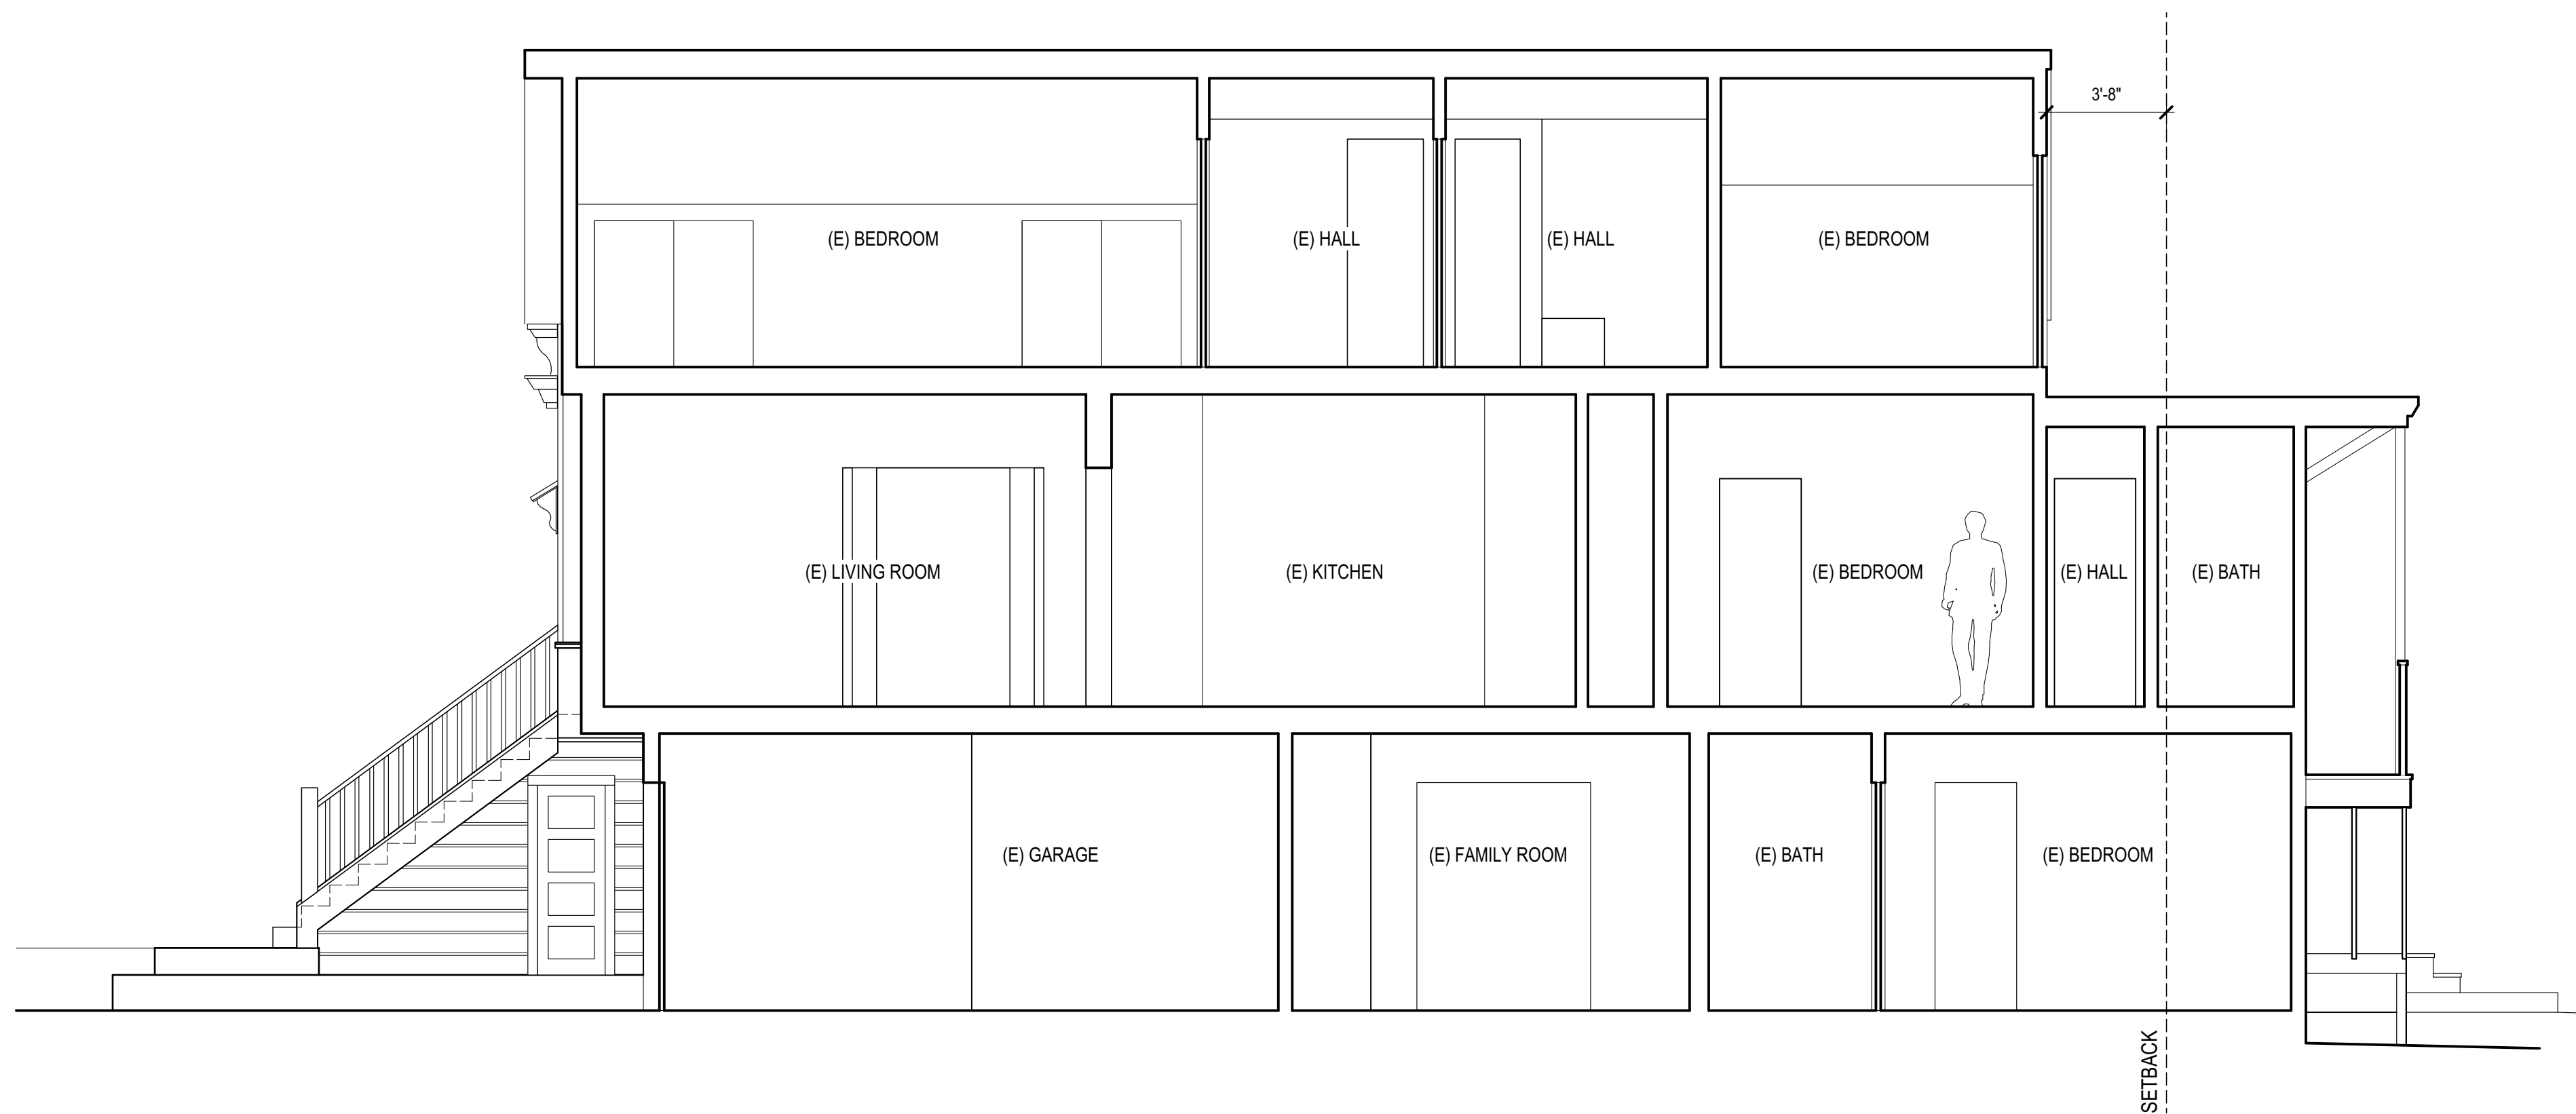 3'-8"
(E) BEDROOM
(E) HALL
(E) HALL
(E) BEDROOM
(E) LIVING ROOM
(E) KITCHEN
(E) BEDROOM
(E) HALL
(E) BATH
(E) GARAGE
(E) FAMILY ROOM
(E) BATH
(E) BEDROOM
SETBACK